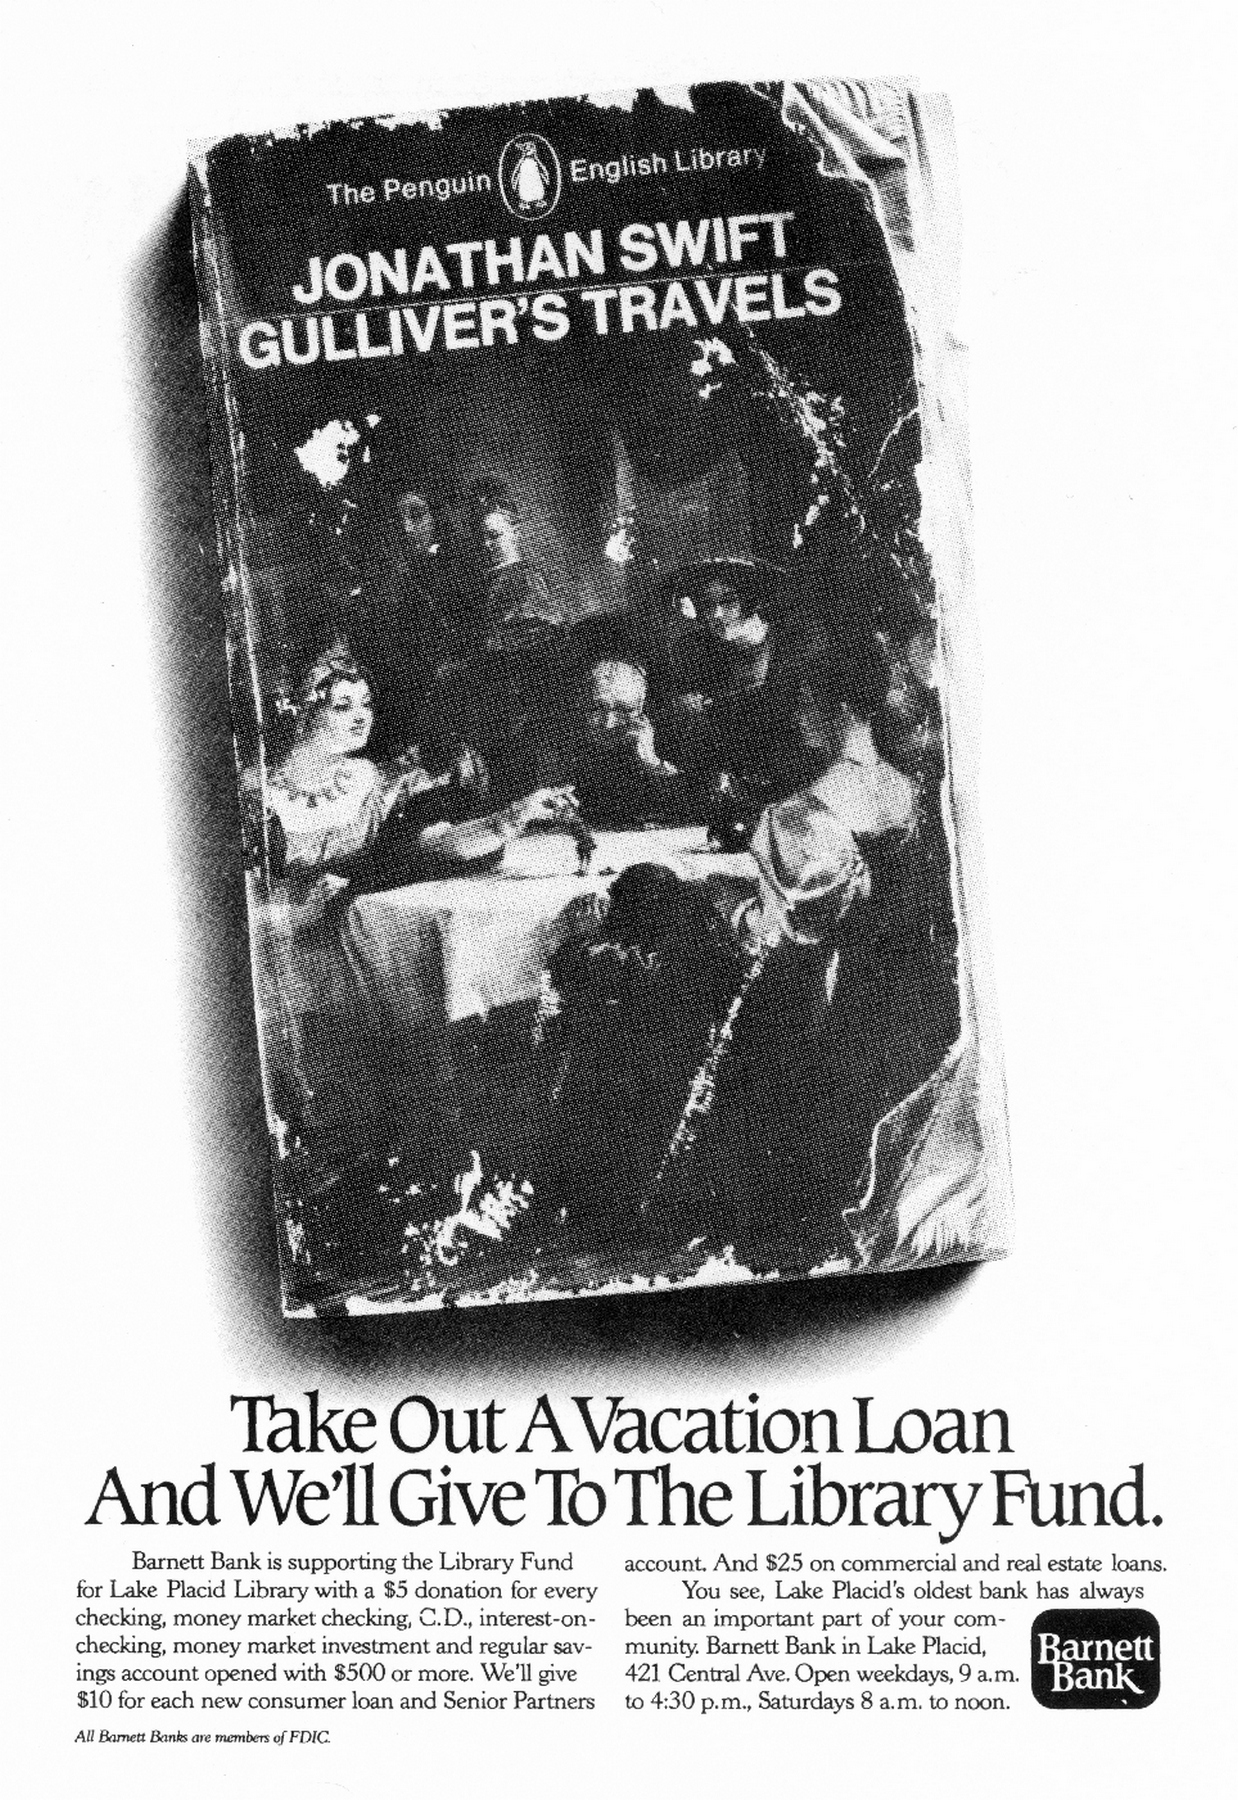 The Penguin English Library
JONATHAN SWIFT
GULLIVER'S TRAVELS
Take Out A Vacation Loan
And We'll Give To The Library Fund.
Barnett Bank is supporting the Library Fund
for Lake Placid Library with a $5 donation for every
checking, money market checking, C.D., interest-on-
checking, money market investment and regular sav-
ings account opened with $500 or more. We'll give
$10 for each new consumer loan and Senior Partners
account. And $25 on commercial and real estate loans.
You see, Lake Placid's oldest bank has always
been an important part of your com-
munity. Barnett Bank in Lake Placid,
421 Central Ave. Open weekdays, 9 a.m.
to 4:30 p.m., Saturdays 8 a.m. to noon.
Barnett
Bank
All Barnett Banks are members of FDIC.